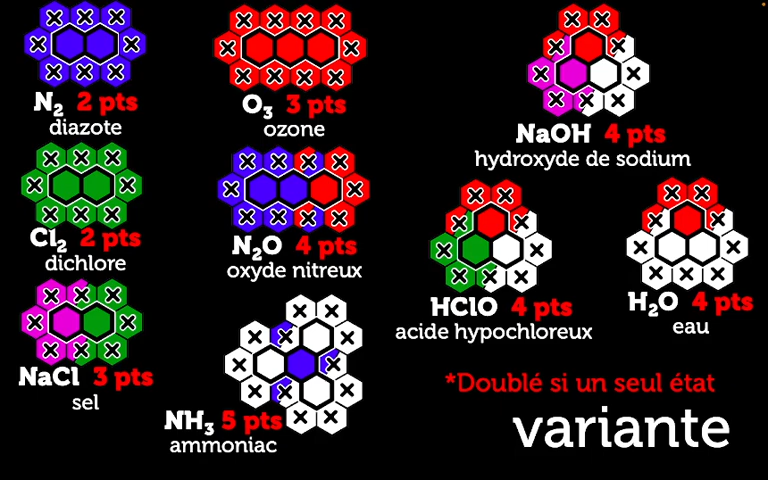 N₂ 2 pts
diazote
O₃ 3 pts
ozone
NaOH 4 pts
hydroxyde de sodium
Cl₂ 2 pts
dichlore
N₂O 4 pts
oxyde nitreux
HClO 4 pts
acide hypochloreux
H₂O 4 pts
eau
NaCl 3 pts
sel
NH₃ 5 pts
ammoniac
*Doublé si un seul état
variante